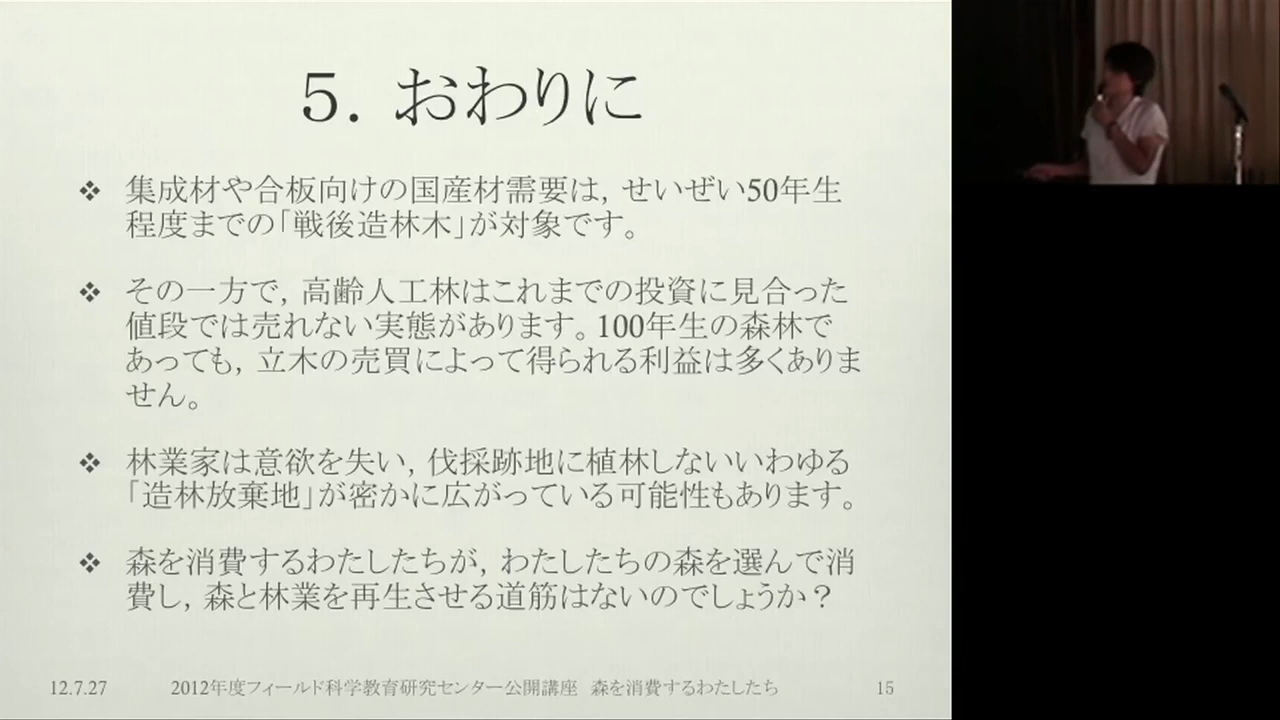 5. おわりに
❖ 集成材や合板向けの国産材需要は, せいぜい50年生
程度までの「戦後造林木」が対象です。
❖ その一方で, 高齢人工林はこれまでの投資に見合った
値段では売れない実態があります。100年生の森林で
あっても, 立木の売買によって得られる利益は多くありま
せん。
❖ 林業家は意欲を失い, 伐採跡地に植林しないいわゆる
「造林放棄地」が密かに広がっている可能性もあります。
❖ 森を消費するわたしたちが, わたしたちの森を選んで消
費し, 森と林業を再生させる道筋はないのでしょうか？
12.7.27 2012年度フィールド科学教育研究センター公開講座 森を消費するわたしたち 15